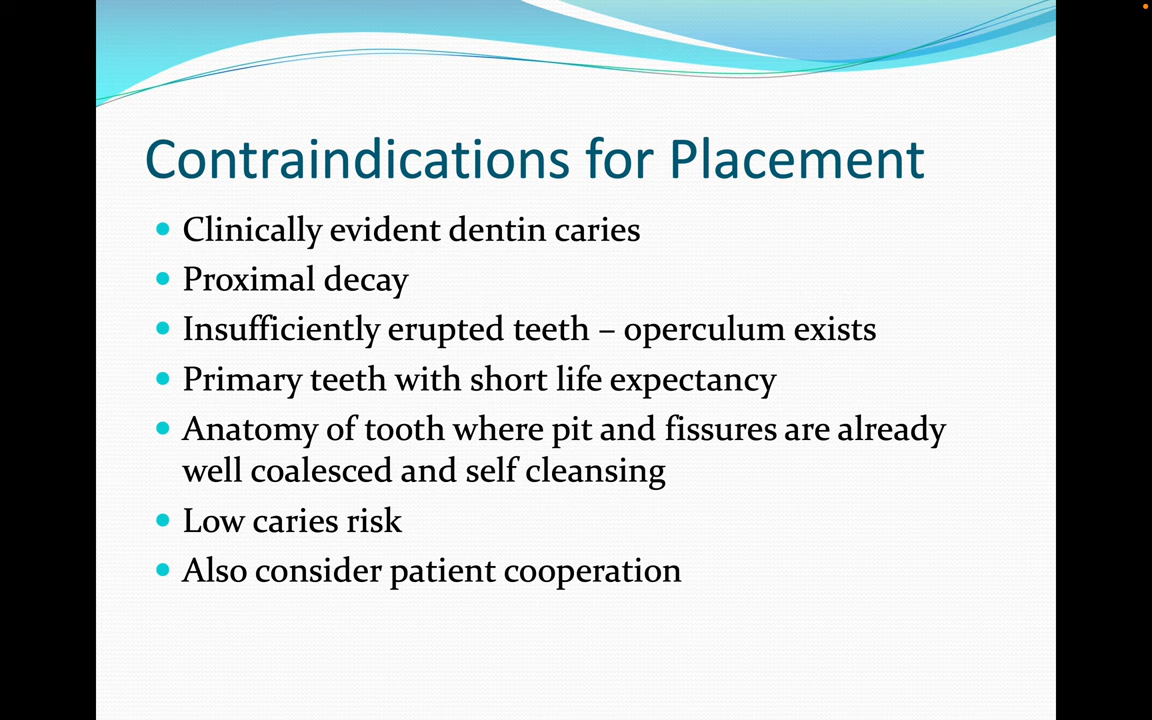 Contraindications for Placement
• Clinically evident dentin caries
• Proximal decay
• Insufficiently erupted teeth – operculum exists
• Primary teeth with short life expectancy
• Anatomy of tooth where pit and fissures are already
well coalesced and self cleansing
• Low caries risk
• Also consider patient cooperation